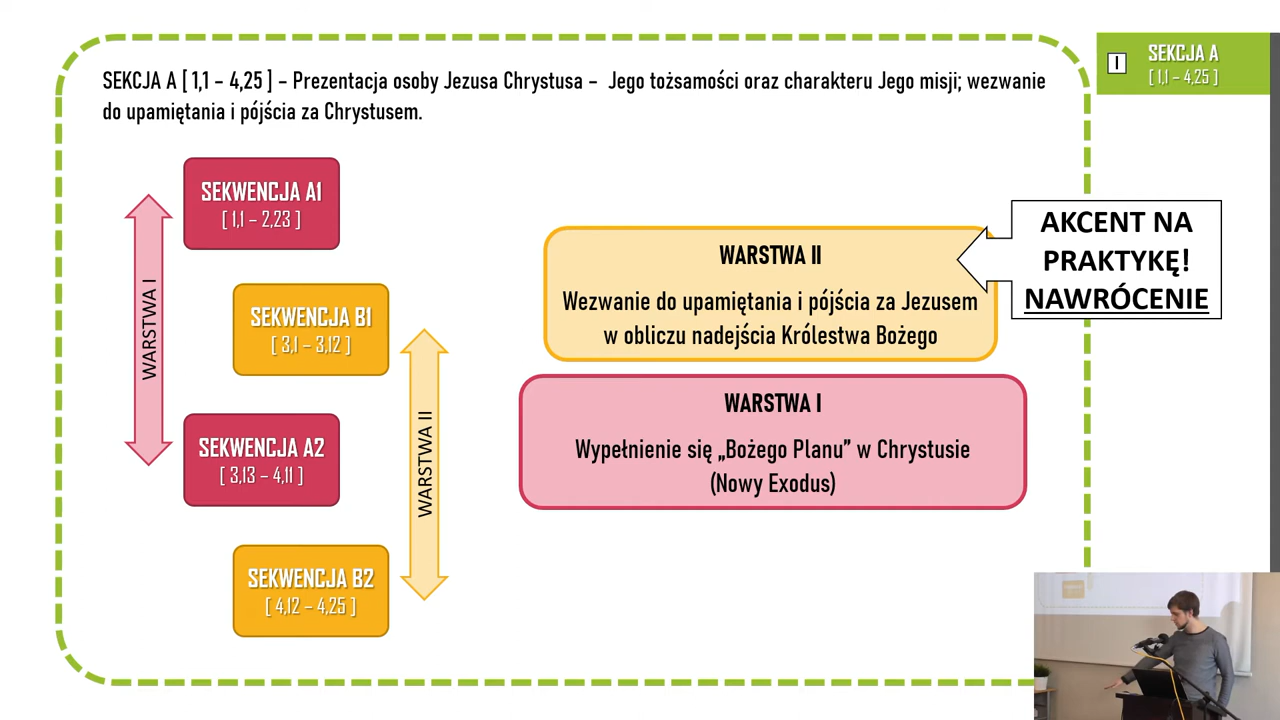 SEKCJA A [ 1,1 – 4,25 ] – Prezentacja osoby Jezusa Chrystusa – Jego tożsamości oraz charakteru Jego misji; wezwanie
do upamiętania i pójścia za Chrystusem.
I
SEKCJA A
[ 1,1 – 4,25 ]
SEKWENCJA A1
[ 1,1 – 2,23 ]
SEKWENCJA B1
[ 3,1 – 3,12 ]
SEKWENCJA A2
[ 3,13 – 4,11 ]
SEKWENCJA B2
[ 4,12 – 4,25 ]
WARSTWA I
WARSTWA II
WARSTWA II
Wezwanie do upamiętania i pójścia za Jezusem
w obliczu nadejścia Królestwa Bożego
WARSTWA I
Wypełnienie się „Bożego Planu” w Chrystusie
(Nowy Exodus)
AKCENT NA
PRAKTYKĘ!
NAWRÓCENIE